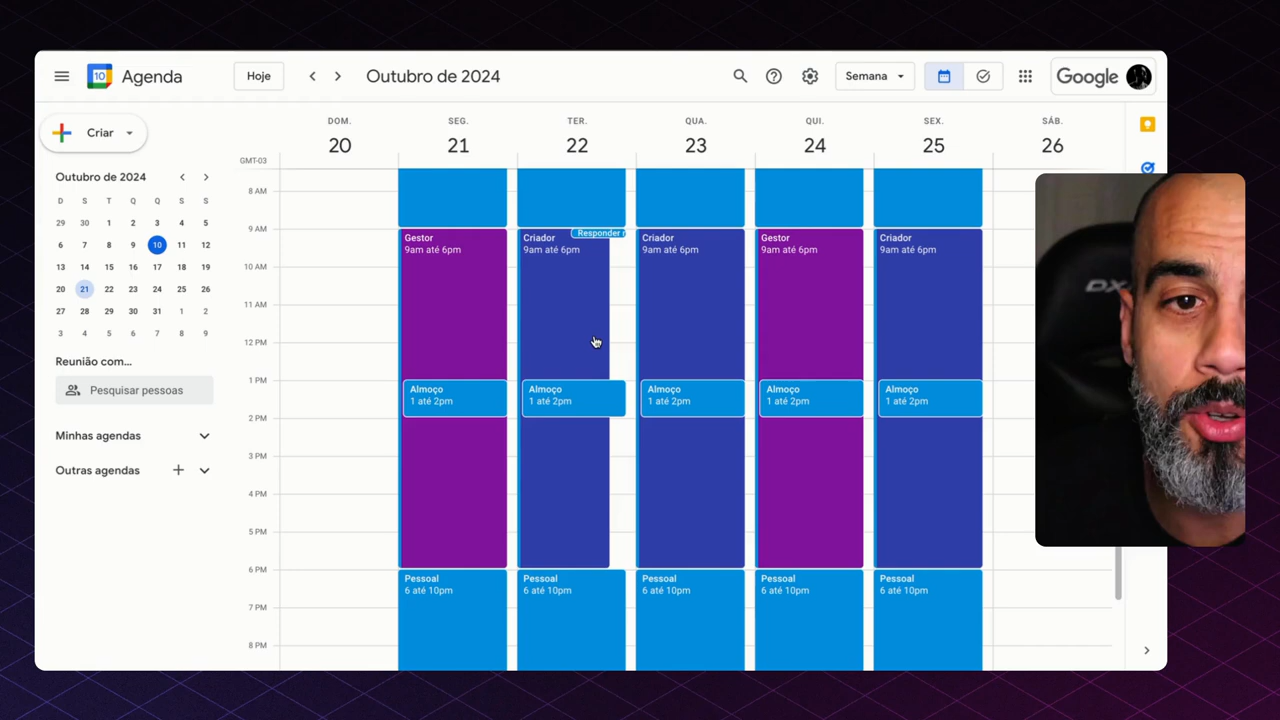 10 Agenda Hoje Outubro de 2024 Semana Google
Criar
DOM. SEG. TER. QUA. QUI. SEX. SÁB.
20 21 22 23 24 25 26
GMT-03
Outubro de 2024
D S T Q Q S S
29 30 1 2 3 4 5
6 7 8 9 10 11 12
13 14 15 16 17 18 19
20 21 22 23 24 25 26
27 28 29 30 31 1 2
3 4 5 6 7 8 9
Reunião com...
Pesquisar pessoas
Minhas agendas
Outras agendas
8 AM
9 AM
10 AM
11 AM
12 PM
1 PM
2 PM
3 PM
4 PM
5 PM
6 PM
7 PM
8 PM
Gestor
9am até 6pm
Almoço
1 até 2pm
Pessoal
6 até 10pm
Criador
9am até 6pm
Responder
Almoço
1 até 2pm
Pessoal
6 até 10pm
Criador
9am até 6pm
Almoço
1 até 2pm
Pessoal
6 até 10pm
Gestor
9am até 6pm
Almoço
1 até 2pm
Pessoal
6 até 10pm
Criador
9am até 6pm
Almoço
1 até 2pm
Pessoal
6 até 10pm
DX